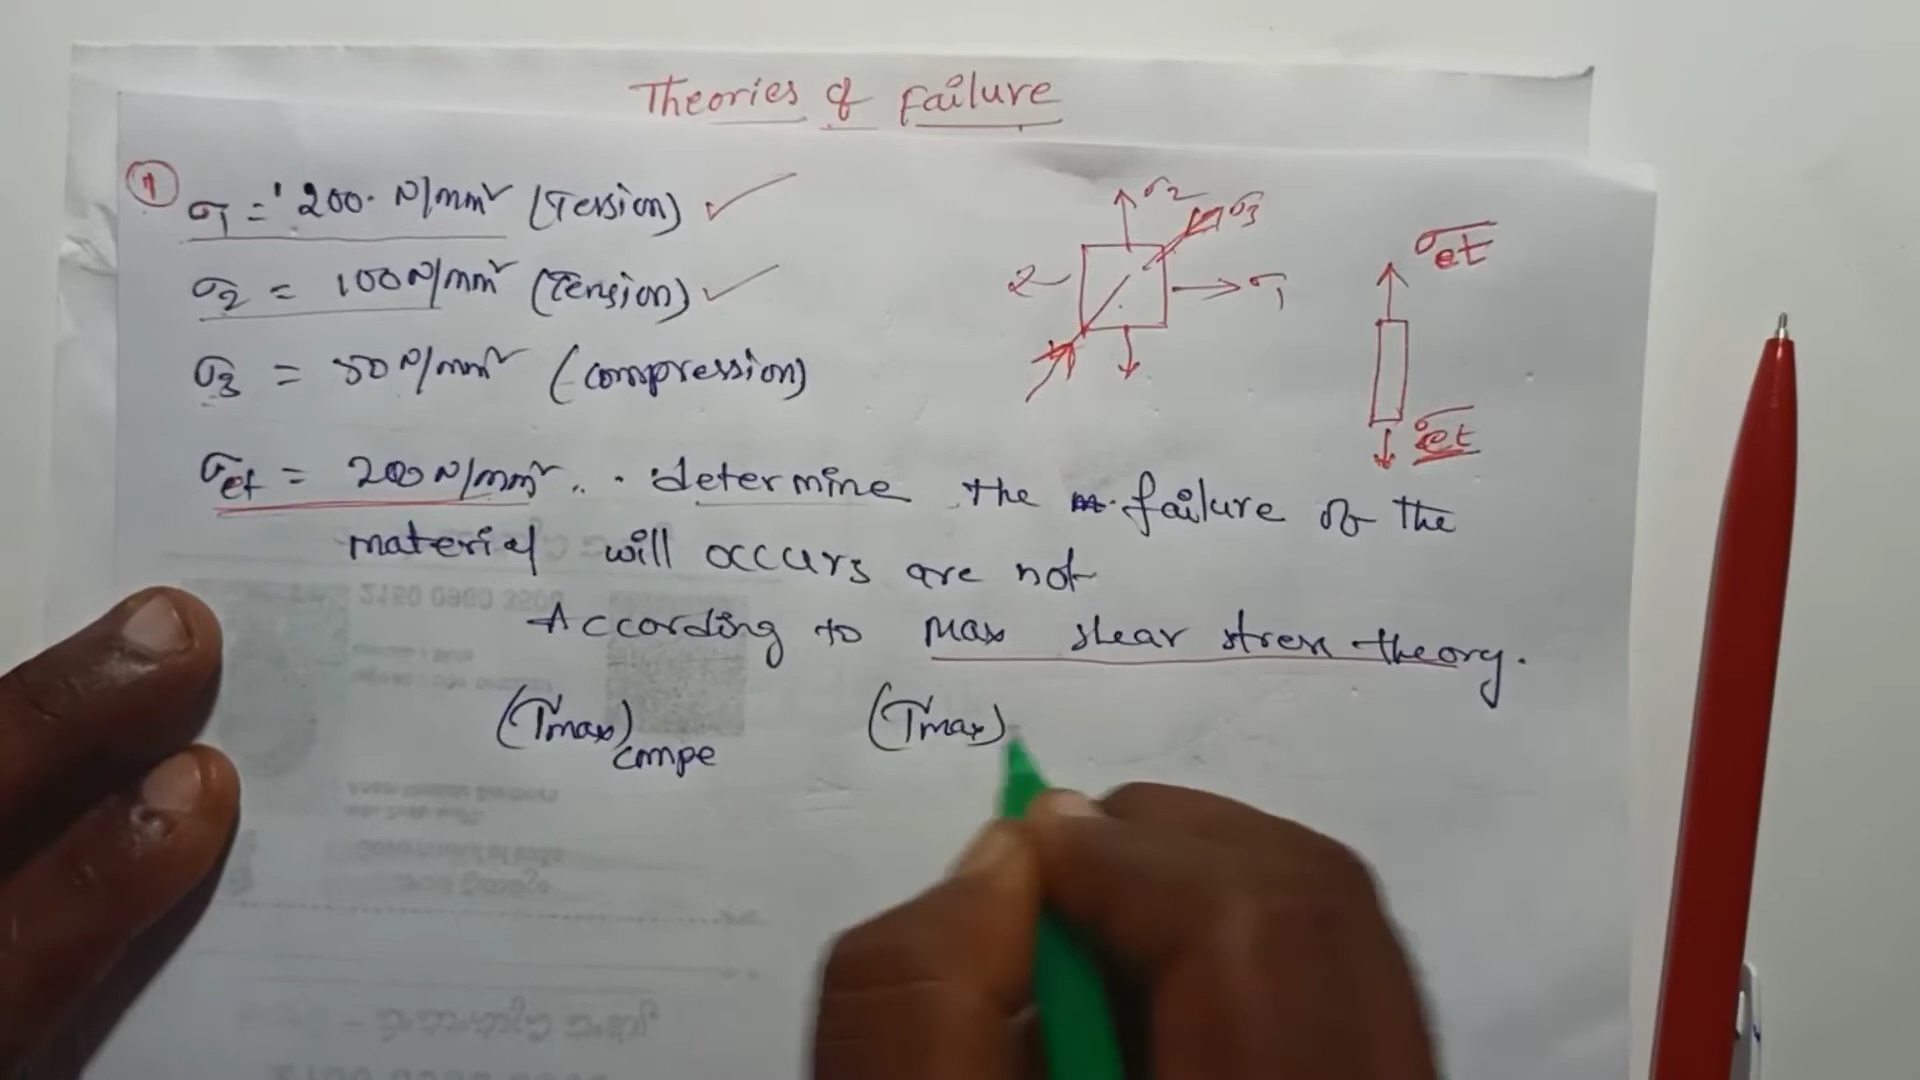 Theories of failure
① σ1 = 200 N/mm² (Tension) ✓
σ2 = 100 N/mm² (Tension) ✓
σ3 = 50 N/mm² (compression)
σ2
σ3
σ1
σet
σet
σet = 200 N/mm². determine the failure of the
material will occurs are not
According to max shear stress theory.
(τmax)compe (τmax)
2150 0960